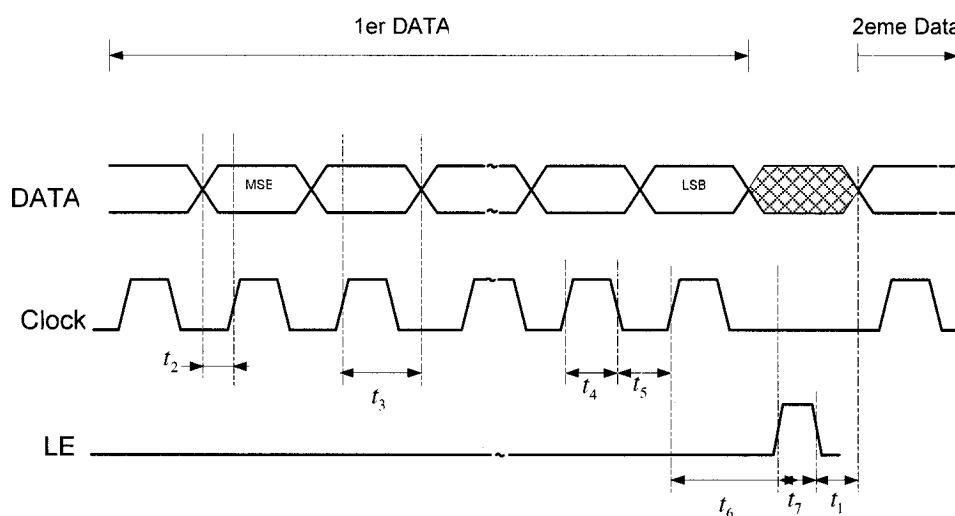 1er DATA
2eme Data
DATA
MSE
LSB
Clock
t2
t3
t4
t5
LE
t6
t7
t1